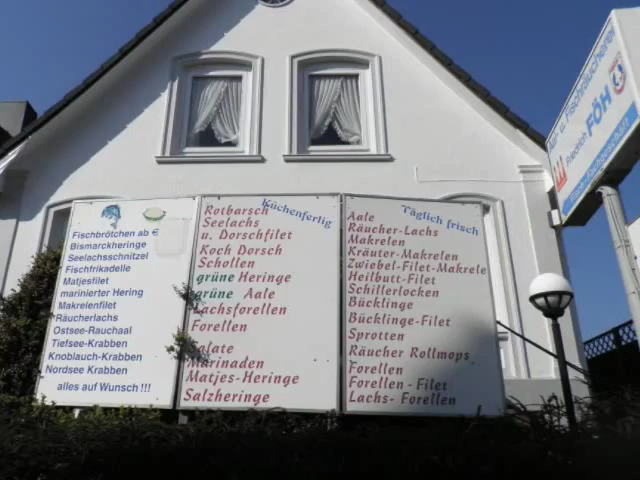 Fischbrötchen ab €
Bismarckheringe
Seelachsschnitzel
Fischfrikadelle
Matjesfilet
marinierter Hering
Makrelenfilet
Räucherlachs
Ostsee-Rauchaal
Tiefsee-Krabben
Knoblauch-Krabben
Nordsee Krabben
alles auf Wunsch !!!
Küchenfertig
Rotbarsch
Seelachs
u. Dorschfilet
Koch Dorsch
Schollen
grüne Heringe
grüne Aale
Lachsforellen
Forellen
Salate
Marinaden
Matjes-Heringe
Salzheringe
Täglich frisch
Aale
Räucher-Lachs
Makrelen
Kräuter-Makrelen
Zwiebel-Filet-Makrele
Heilbutt-Filet
Schillerlocken
Bücklinge
Bücklinge-Filet
Sprotten
Räucher Rollmops
Forellen
Forellen - Filet
Lachs- Forellen
Aal- u. Fischräucherei
Friedrich FÖH